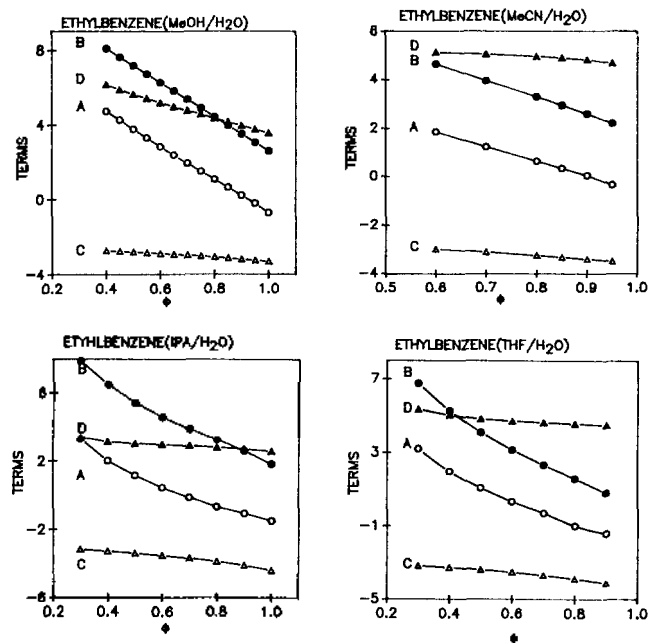 ETHYLBENZENE(MeOH/H2O)
B
D
A
C
8
4
0
-4
TERMS
0.2 0.4 0.6 0.8 1.0
Φ
ETHYLBENZENE(MeCN/H2O)
D
B
A
C
6
4
2
0
-2
-4
TERMS
0.5 0.6 0.7 0.8 0.9 1.0
Φ
ETYHLBENZENE(IPA/H2O)
B
D
A
C
6
2
-2
-6
TERMS
0.2 0.4 0.6 0.8 1.0
Φ
ETHYLBENZENE(THF/H2O)
B
D
A
C
7
3
-1
-5
TERMS
0.2 0.4 0.6 0.8 1.0
Φ